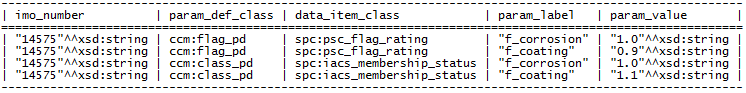 | imo_number | param_def_class | data_item_class | param_label | param_value |
| "14575"^^xsd:string | ccm:flag_pd | spc:psc_flag_rating | "f_corrosion" | "1.0"^^xsd:string |
| "14575"^^xsd:string | ccm:flag_pd | spc:psc_flag_rating | "f_coating" | "0.9"^^xsd:string |
| "14575"^^xsd:string | ccm:class_pd | spc:iacs_membership_status | "f_corrosion" | "1.0"^^xsd:string |
| "14575"^^xsd:string | ccm:class_pd | spc:iacs_membership_status | "f_coating" | "1.1"^^xsd:string |